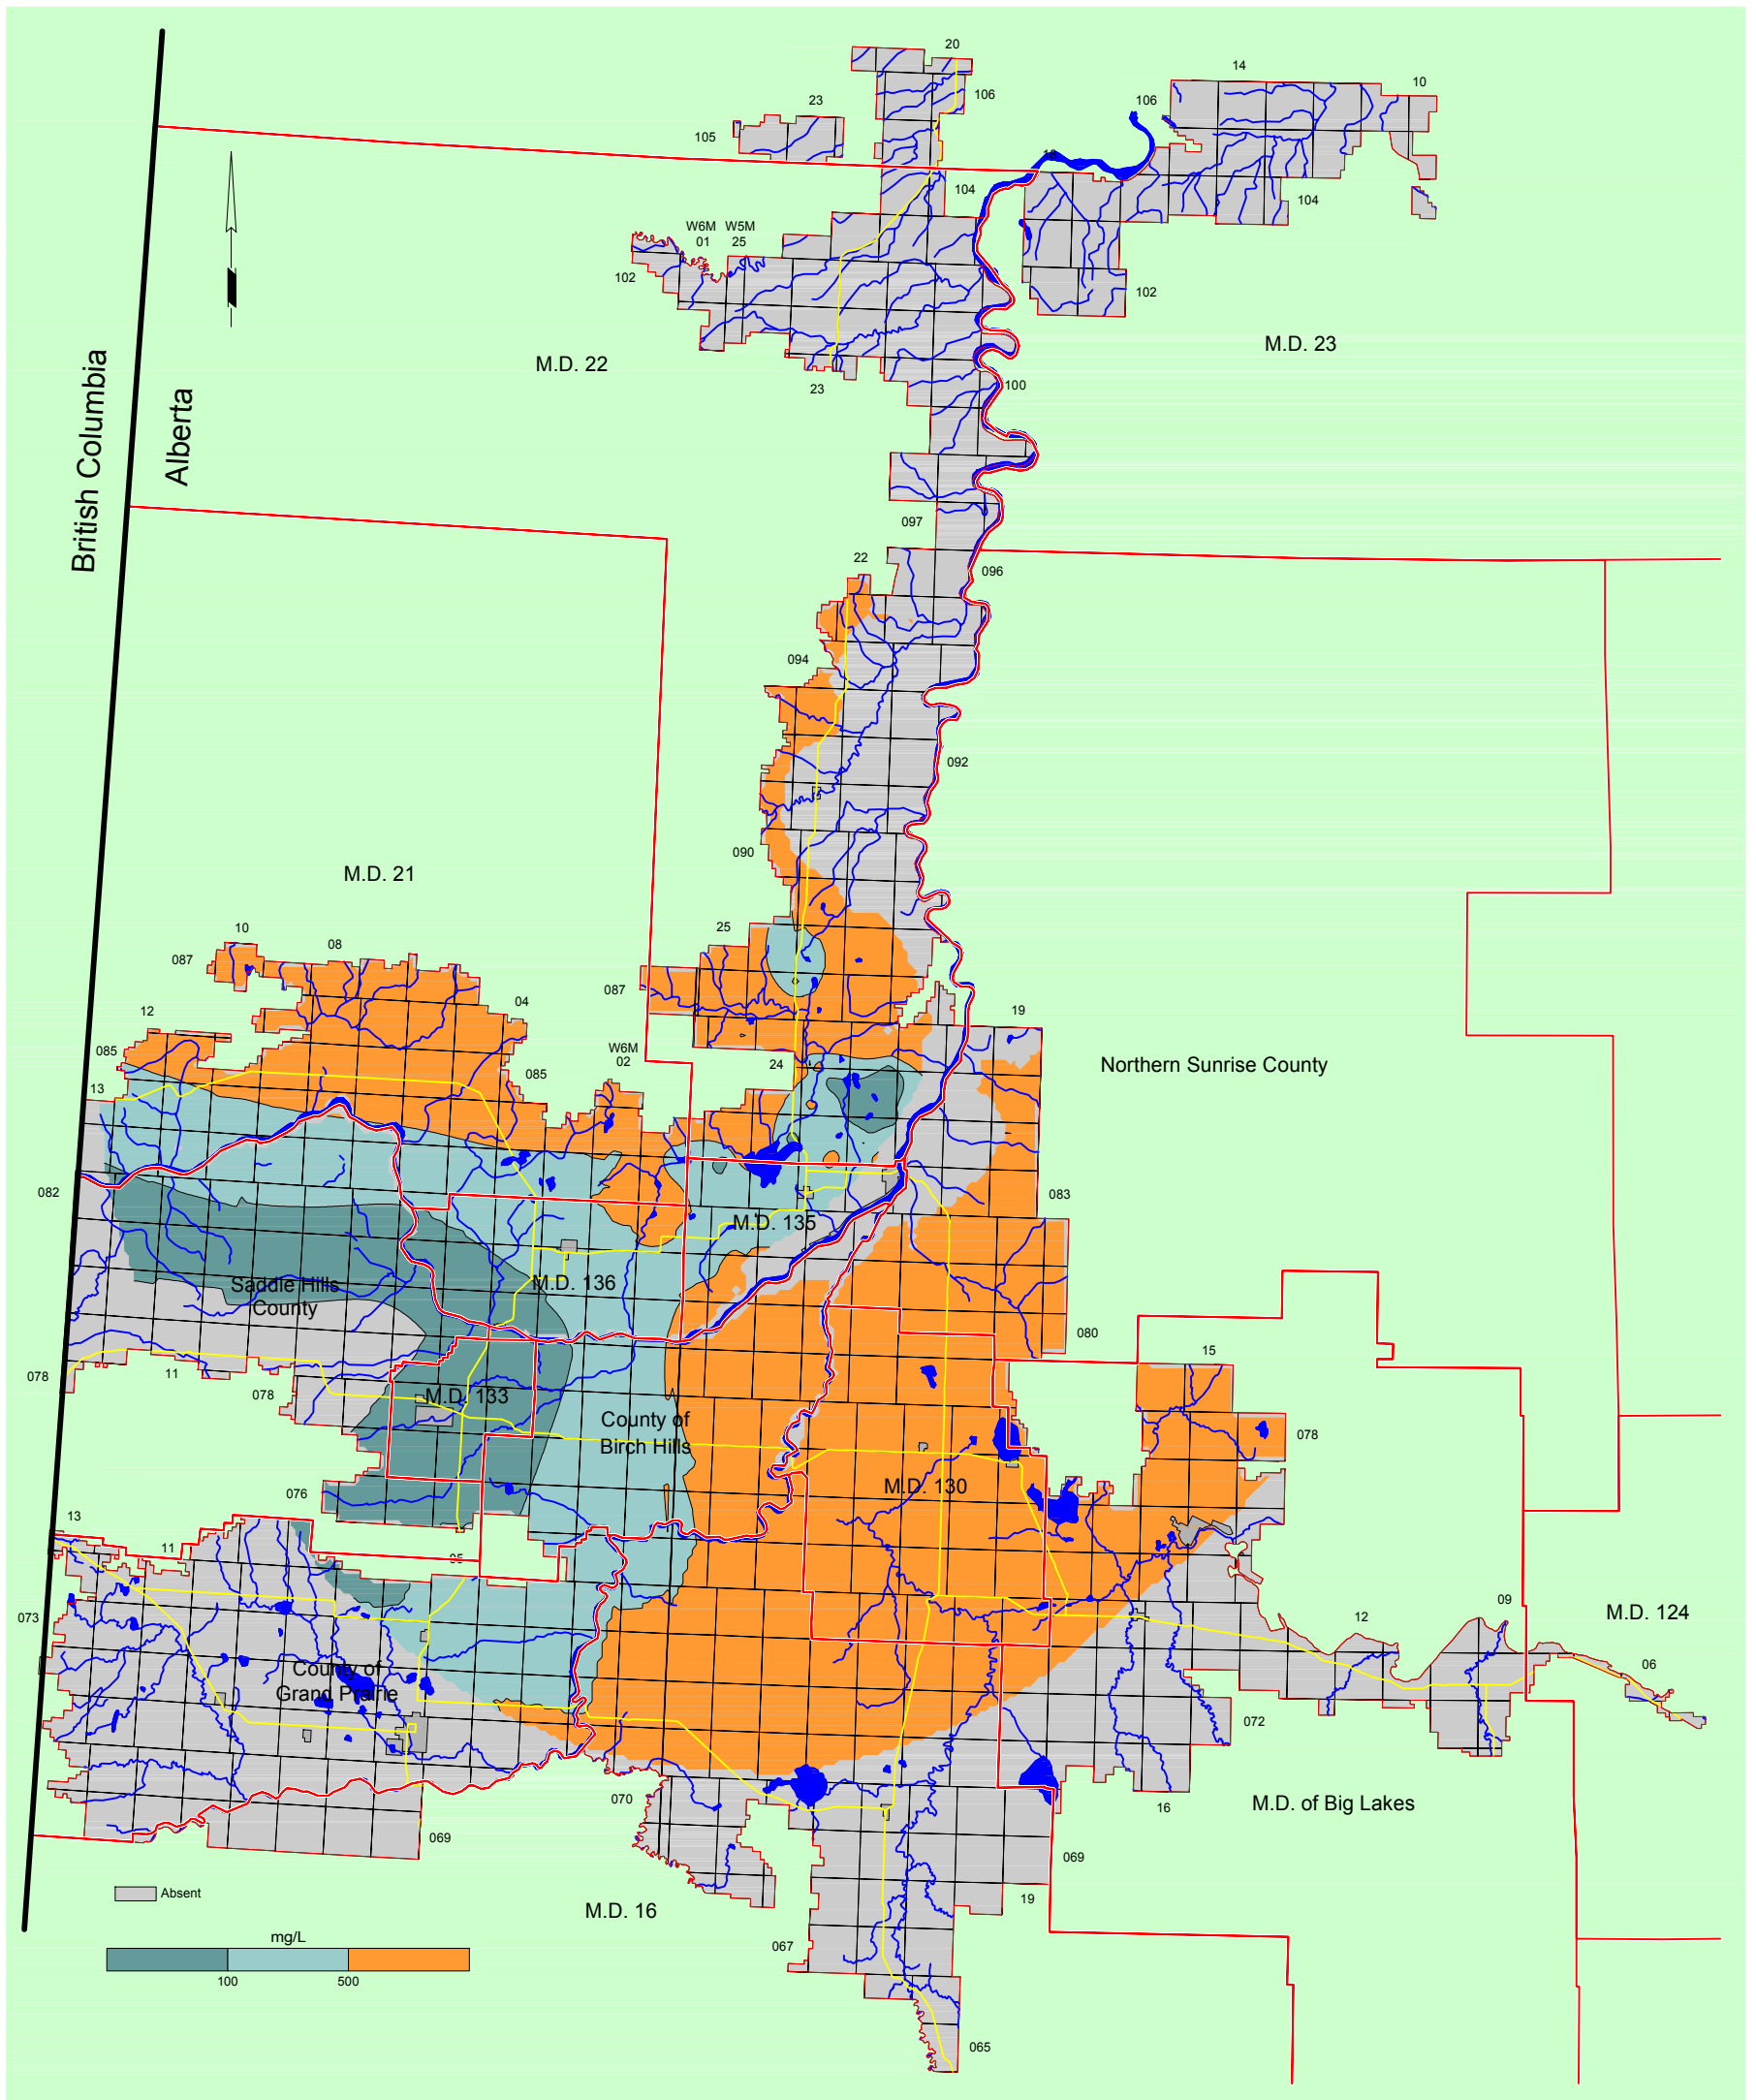 20
14
10
106
23
106
105
18
104
104
W6M W5M
01 25
102
102
M.D. 23
M.D. 22
100
23
British Columbia
Alberta
097
096
22
094
092
090
M.D. 21
10
08
25
087
087
04
19
12
085
W6M
02
24
Northern Sunrise County
085
13
082
083
M.D. 135
Saddle Hills
County
M.D. 136
080
15
078
11
078
M.D. 133
County of
Birch Hills
078
M.D. 130
076
13
11
05
073
12
09
M.D. 124
County of
Grand Prairie
06
072
070
16
M.D. of Big Lakes
069
069
Absent
19
M.D. 16
mg/L
067
100
500
065